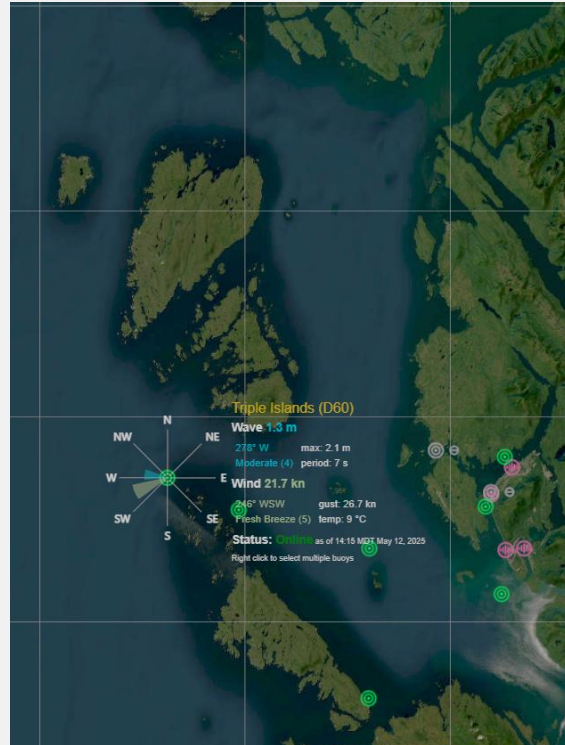 Triple Islands (D60)
Wave 1.3 m
278° W max: 2.1 m
Moderate (4) period: 7 s
Wind 21.7 kn
246° WSW gust: 26.7 kn
Fresh Breeze (5) temp: 9 °C
Status: Online as of 14:15 MDT May 12, 2025
Right click to select multiple buoys
N
NW NE
W E
SW SE
S